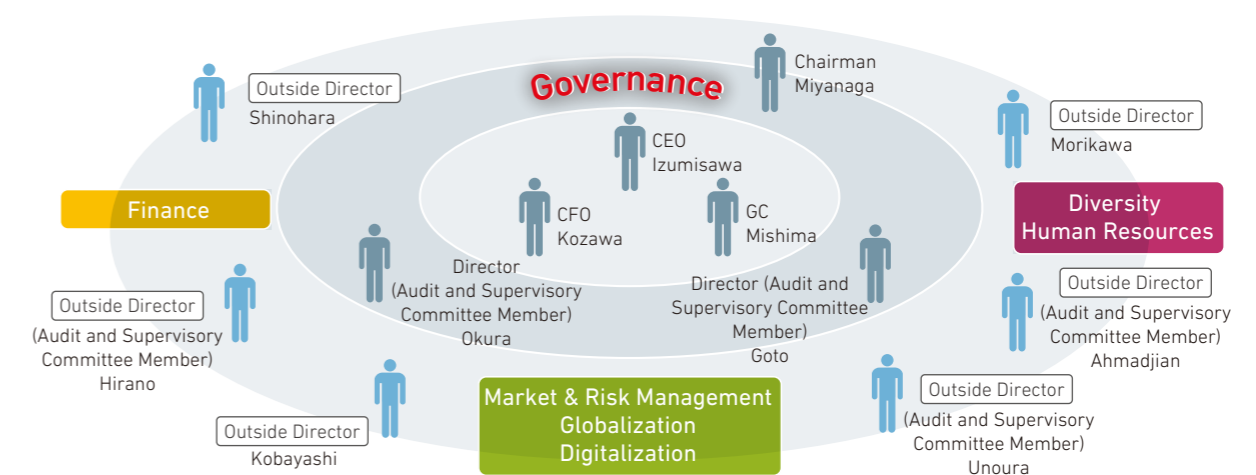 Governance
Chairman
Miyanaga
Outside Director
Shinohara
Outside Director
Morikawa
CEO
Izumisawa
CFO
Kozawa
GC
Mishima
Finance
Diversity
Human Resources
Director
(Audit and Supervisory
Committee Member)
Okura
Director (Audit and
Supervisory Committee
Member)
Goto
Outside Director
(Audit and Supervisory
Committee Member)
Hirano
Outside Director
(Audit and Supervisory
Committee Member)
Ahmadjian
Outside Director
Kobayashi
Market & Risk Management
Globalization
Digitalization
Outside Director
(Audit and Supervisory
Committee Member)
Unoura